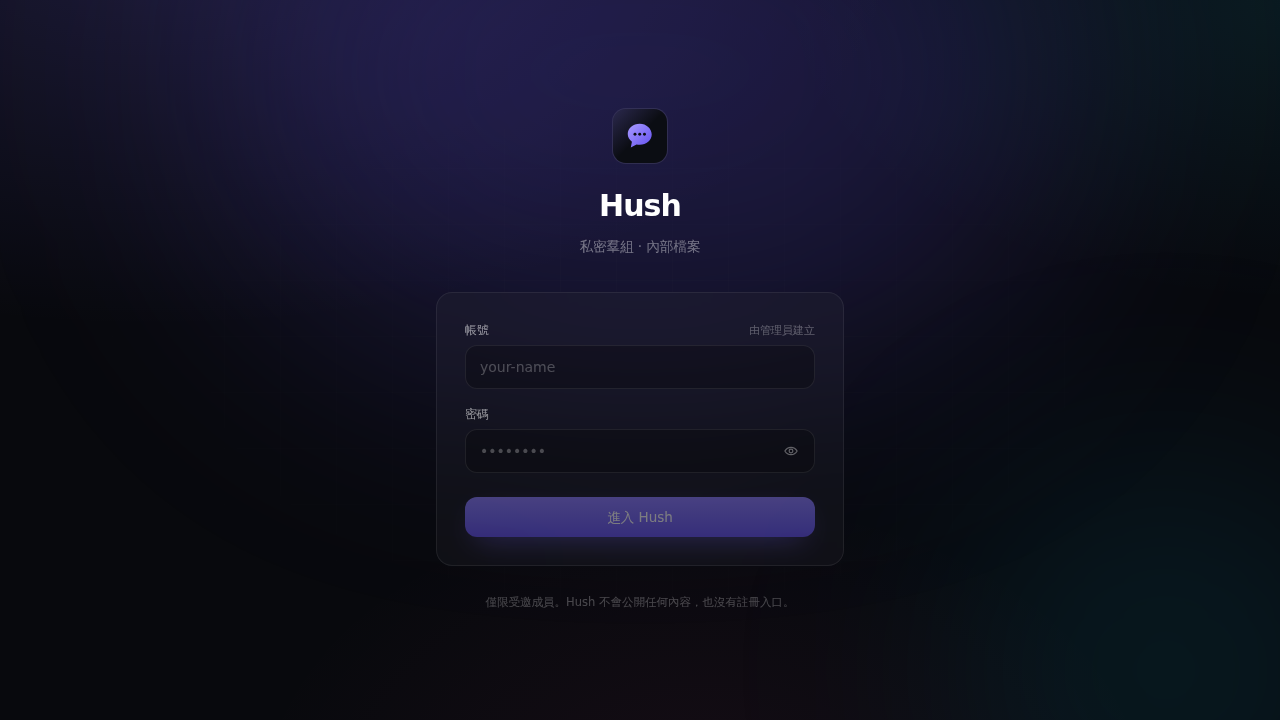 Hush
私密羣組 · 內部檔案
帳號
由管理員建立
your-name
密碼
••••••••
進入 Hush
僅限受邀成員。Hush 不會公開任何內容，也沒有註冊入口。